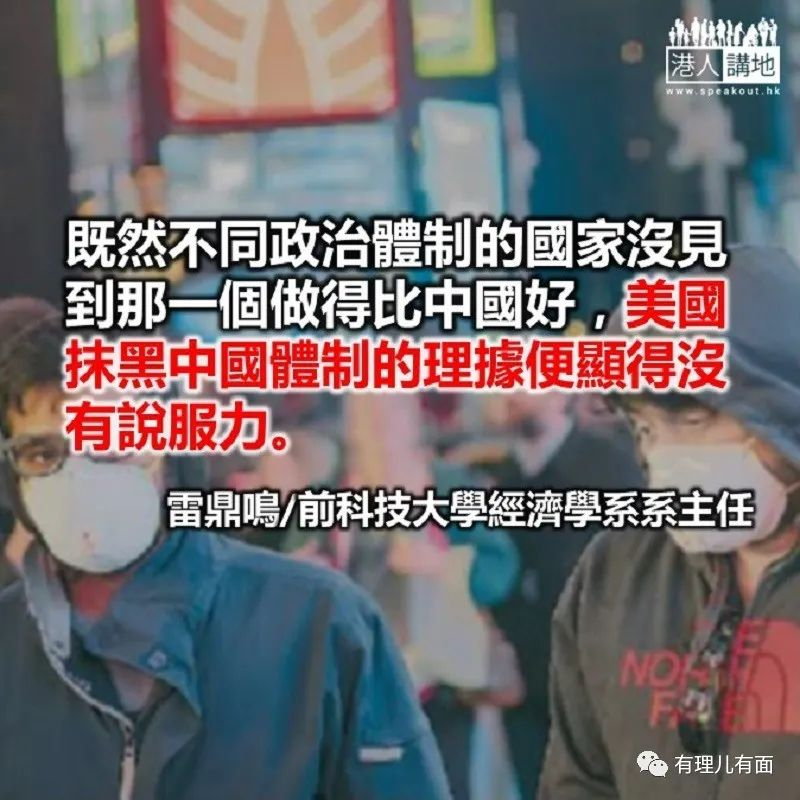 港人講地
www.speakout.hk
既然不同政治體制的國家沒見
到那一個做得比中國好，美國
抹黑中國體制的理據便顯得沒
有說服力。
雷鼎鳴/前科技大學經濟學系系主任
THE
NORTH
FACE
有理儿有面